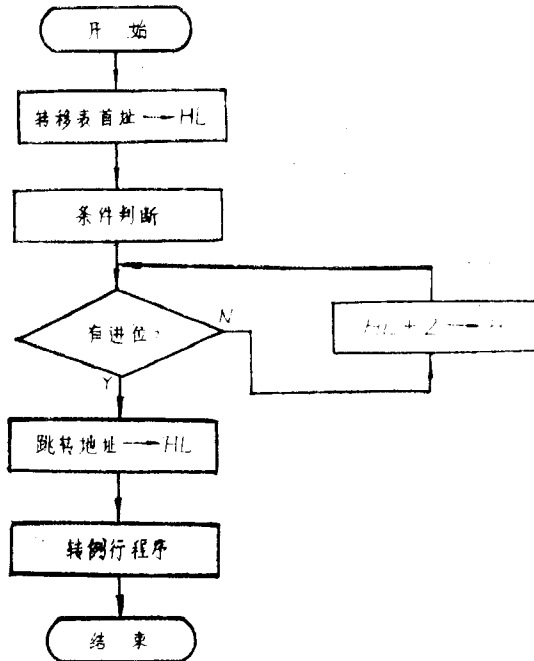 开 始
转移表首址 → HL
条件判断
有进位?
N
HL + 2 →
Y
跳转地址 → HL
转例行程序
结 束